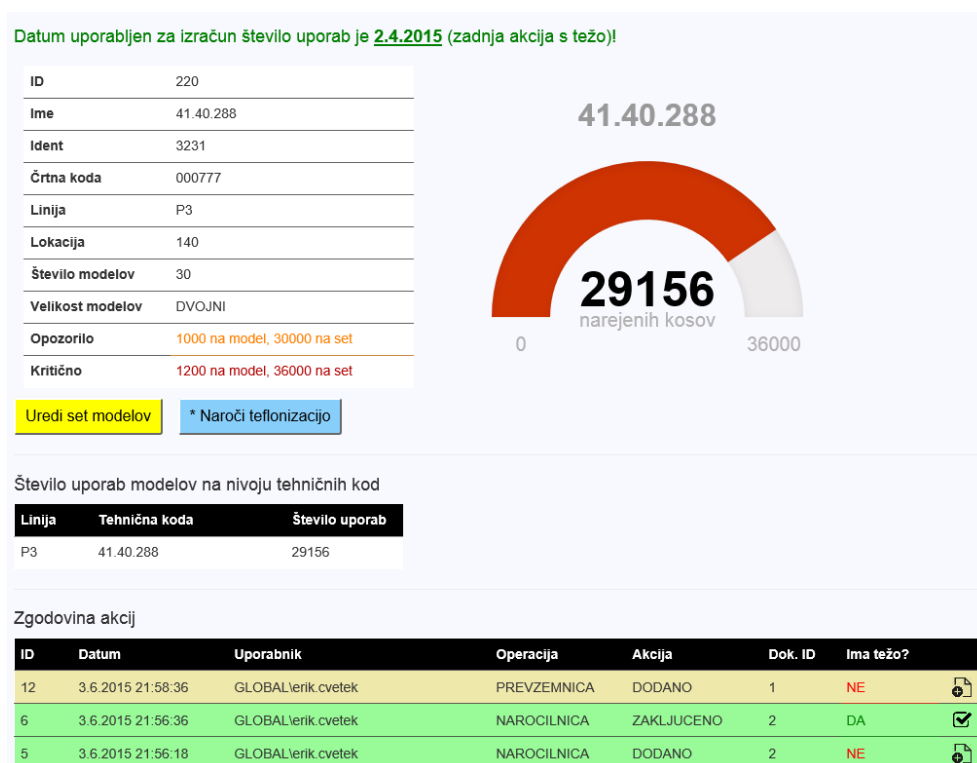 Datum uporabljen za izračun število uporab je 2.4.2015 (zadnja akcija s težo)!
ID 220
Ime 41.40.288
Ident 3231
Črtna koda 000777
Linija P3
Lokacija 140
Število modelov 30
Velikost modelov DVOJNI
Opozorilo 1000 na model, 30000 na set
Kritično 1200 na model, 36000 na set
41.40.288
29156
narejenih kosov
0 36000
Uredi set modelov * Naroči teflonizacijo
Število uporab modelov na nivoju tehničnih kod
Linija Tehnična koda Število uporab
P3 41.40.288 29156
Zgodovina akcij
ID Datum Uporabnik Operacija Akcija Dok. ID Ima težo?
12 3.6.2015 21:58:36 GLOBAL\erik.cvetek PREVZEMNICA DODANO 1 NE
6 3.6.2015 21:56:36 GLOBAL\erik.cvetek NAROCILNICA ZAKLJUCENO 2 DA
5 3.6.2015 21:56:18 GLOBAL\erik.cvetek NAROCILNICA DODANO 2 NE